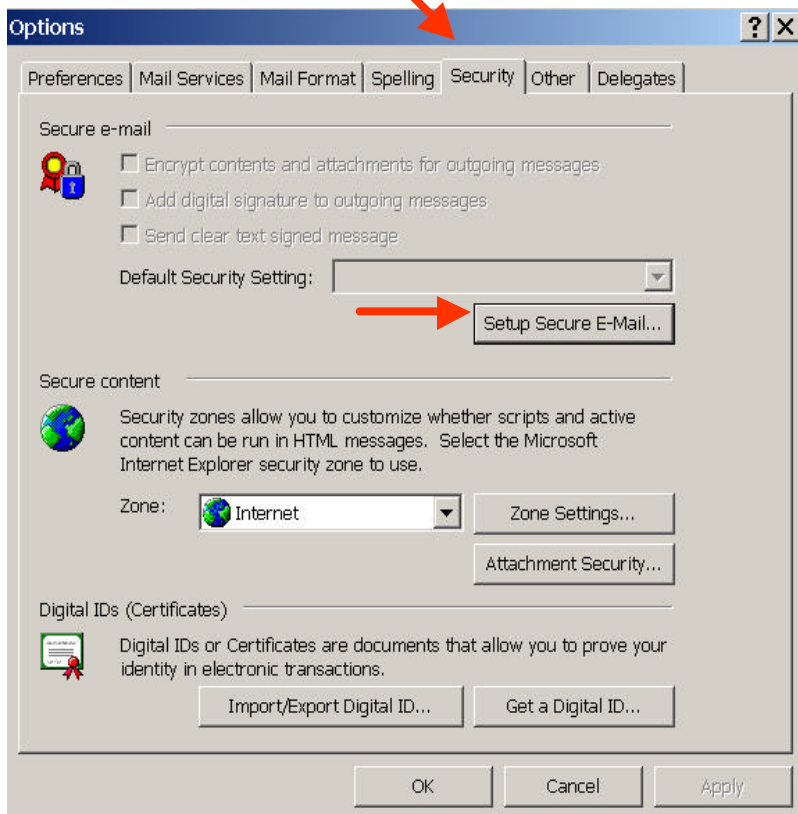 Options
Preferences Mail Services Mail Format Spelling Security Other Delegates
Secure e-mail
Encrypt contents and attachments for outgoing messages
Add digital signature to outgoing messages
Send clear text signed message
Default Security Setting:
Setup Secure E-Mail...
Secure content
Security zones allow you to customize whether scripts and active
content can be run in HTML messages. Select the Microsoft
Internet Explorer security zone to use.
Zone: Internet Zone Settings...
Attachment Security...
Digital IDs (Certificates)
Digital IDs or Certificates are documents that allow you to prove your
identity in electronic transactions.
Import/Export Digital ID... Get a Digital ID...
OK Cancel Apply